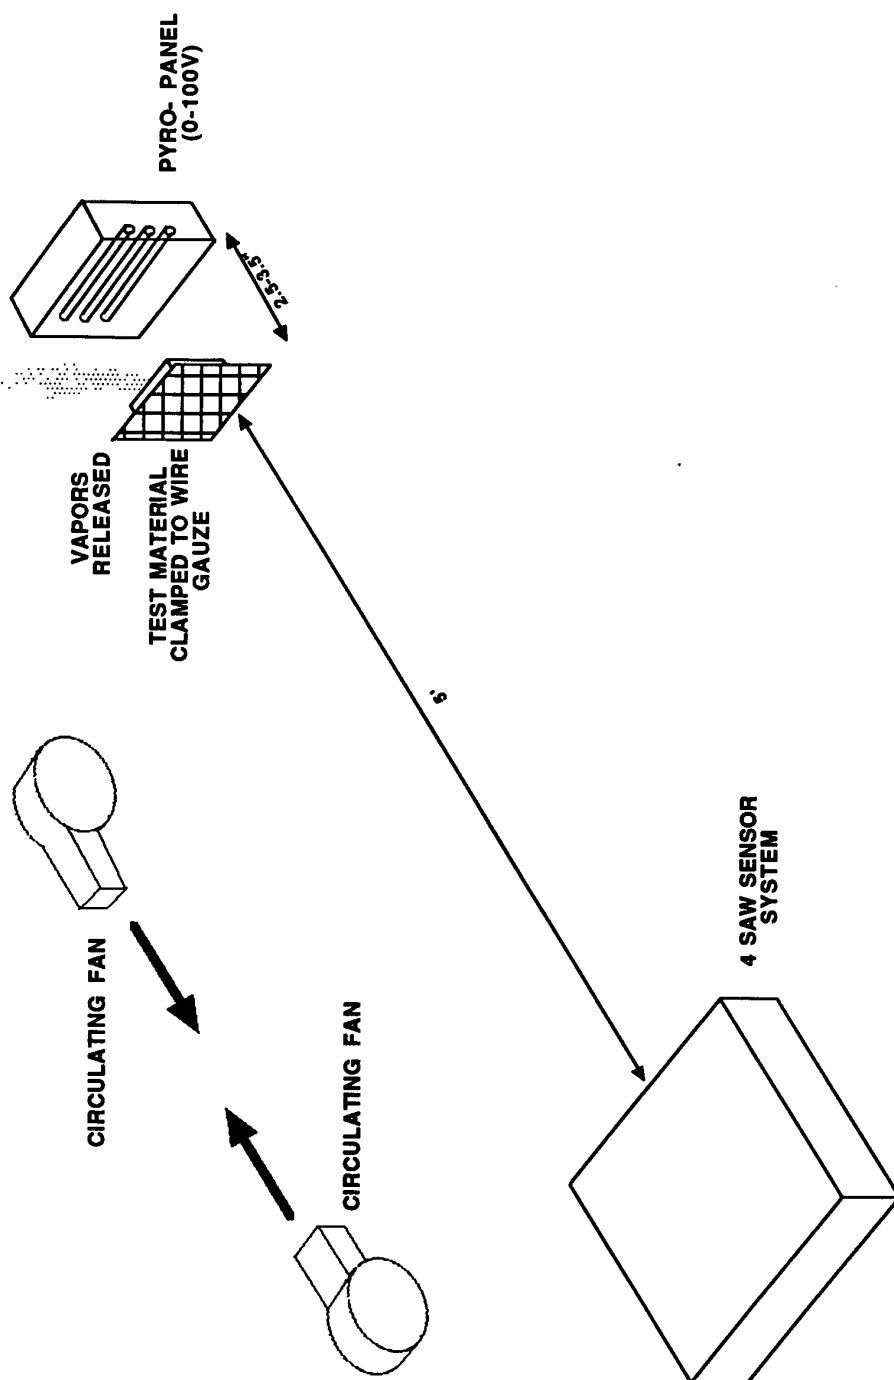 PYRO- PANEL
(0-100V)
2.5-3.5"
VAPORS
RELEASED
TEST MATERIAL
CLAMPED TO WIRE
GAUZE
5'
CIRCULATING FAN
CIRCULATING FAN
4 SAW SENSOR
SYSTEM